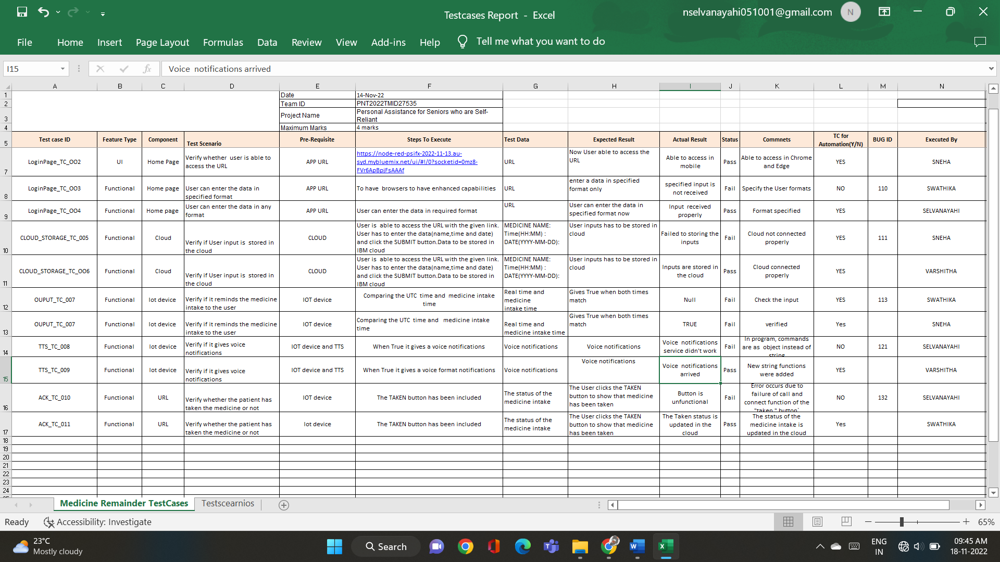 Testcases Report - Excel
nselvanayahi051001@gmail.com N
File Home Insert Page Layout Formulas Data Review View Add-ins Help Tell me what you want to do
I15 fx Voice notifications arrived
A B C D E F G H I J K L M N
1 Date 14-Nov-22
2 Team ID PNT2022TMID27535
3 Project Name Personal Assistance for Seniors who are Self-
Reliant
4 Maximum Marks 4 marks
5 Test case ID Feature Type Component Test Scenario Pre-Requisite Steps To Execute Test Data Expected Result Actual Result Status Commnets TC for
Automation(Y/N) BUG ID Executed By
7 LoginPage_TC_OO2 UI Home Page Verify whether user is able to
access the URL
APP URL
https://node-red-psifx-2022-11-13.au-
syd.mybluemix.net/ui/#!/0?socketid=0mz8-
FVr6ApBpjFsAAAf
URL
Now User able to access the
URL
Able to access in
mobile
Pass
Able to access in Chrome
and Edge
YES
SNEHA
8 LoginPage_TC_OO3 Functional Home page User can enter the data in
specified format
APP URL
To have browsers to have enhanced capabilities
URL
enter a data in specified
format only
specified input is
not received
Fail
Specify the User formats
NO
110
SWATHIKA
9 LoginPage_TC_OO4 Functional Home page User can enter the data in any
format
APP URL
User can enter the data in required format
URL
User can enter the data in
specified format now
Input received
properly
Pass
Format specified
YES
SELVANAYAHI
10 CLOUD_STORAGE_TC_005 Functional Cloud Verify if User input is stored in
the cloud
CLOUD
User is able to access the URL with the given link.
User has to enter the data(name,time and date)
and click the SUBMIT button.Data to be stored in
IBM cloud
MEDICINE NAME:
Time(HH:MM) :
DATE(YYYY-MM-DD):
User inputs has to be stored in
cloud
Failed to storing the
inputs
Fail
Cloud not connected
properly
YES
111
SNEHA
11 CLOUD_STORAGE_TC_OO6 Functional Cloud Verify if User input is stored in
the cloud
CLOUD
User is able to access the URL with the given link.
User has to enter the data(name,time and date)
and click the SUBMIT button.Data to be stored in
IBM cloud
MEDICINE NAME:
Time(HH:MM) :
DATE(YYYY-MM-DD):
User inputs has to be stored in
cloud
Inputs are stored in
the cloud
Pass
Cloud connected
properly
YES
VARSHITHA
12 OUPUT_TC_007 Functional Iot device Verify if it reminds the medicine
intake to the user
IOT device
Comparing the UTC time and medicine intake
time
Real time and
medicine
intake time
Gives True when both times
match
Null
Fail
Check the input
YES
113
SWATHIKA
13 OUPUT_TC_007 Functional Iot device Verify if it reminds the medicine
intake to the user
IOT device
Comparing the UTC time and medicine intake
time
Real time and
medicine intake time
Gives True when both times
match
TRUE
Fail
verified
Yes
SNEHA
14 TTS_TC_008 Functional Iot device Verify if it gives voice
notifications
IOT device and TTS
When True it gives a voice notifications
Voice notifications
Voice notifications
Voice notifications
service didn't work
Fail
In program, commands
are as object instead of
string
NO
121
SELVANAYAHI
15 TTS_TC_009 Functional Iot device Verify if it gives voice
notifications
IOT device and TTS
When True it gives a voice format notifications
Voice notifications
Voice notifications
Voice notifications
arrived
Pass
New string functions
were added
YES
VARSHITHA
16 ACK_TC_010 Functional URL Verify whether the patient has
taken the medicine or not
IOT device
The TAKEN button has been included
The status of the
medicine intake
The User clicks the TAKEN
button to show that medicine
has been taken
Button is
unfunctional
Fail
Error occurs due to
failure of call and
connect function of the
"taken " button`
NO
132
SELVANAYAHI
17 ACK_TC_011 Functional URL Verify whether the patient has
taken the medicine or not
Iot device
The TAKEN button has been included
The status of the
medicine intake
The User clicks the TAKEN
button to show that medicine
has been taken
The Taken status is
updated in the
cloud
Pass
The status of the
medicine intake is
updated in the cloud
Yes
SWATHIKA
18
19
20
21
22
23
24
Medicine Remainder TestCases Testscearnios
Ready Accessibility: Investigate 65%
23°C
Mostly cloudy
Search
ENG
IN
09:45 AM
18-11-2022